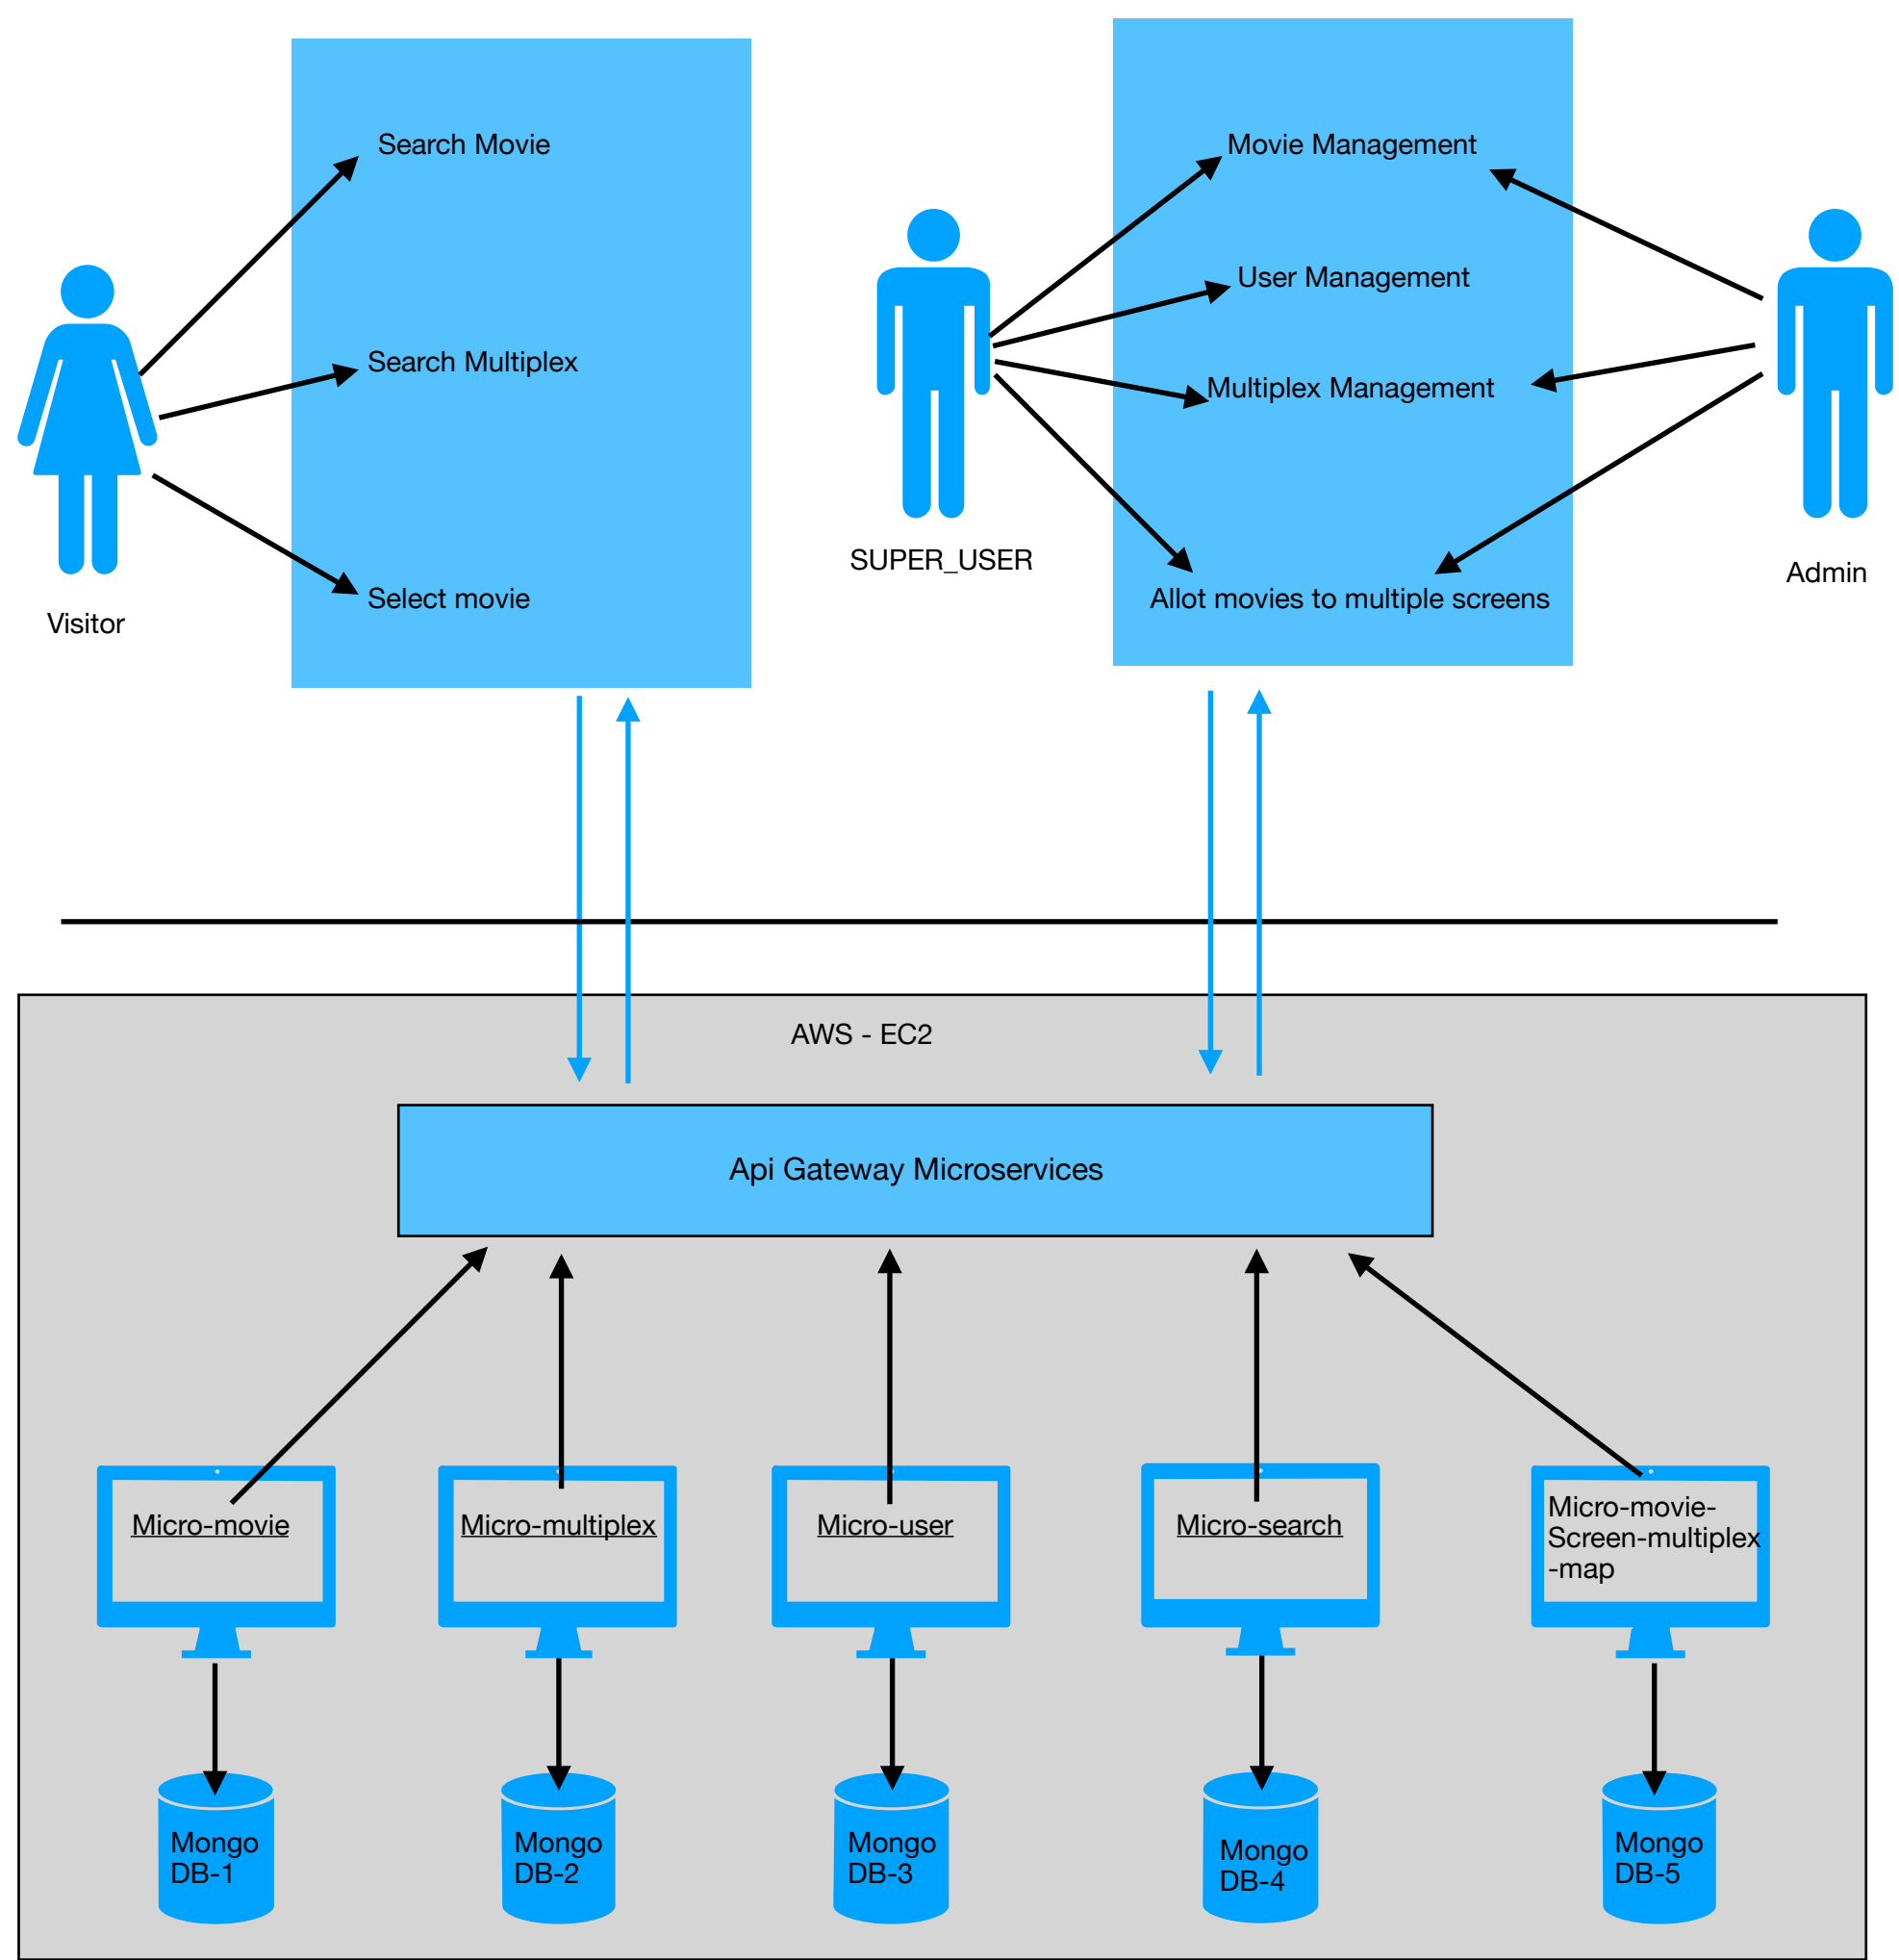 Search Movie
Search Multiplex
Select movie
Visitor
Movie Management
User Management
Multiplex Management
Allot movies to multiple screens
SUPER_USER
Admin
AWS - EC2
Api Gateway Microservices
Micro-movie
Micro-multiplex
Micro-user
Micro-search
Micro-movie-
Screen-multiplex
-map
Mongo
DB-1
Mongo
DB-2
Mongo
DB-3
Mongo
DB-4
Mongo
DB-5